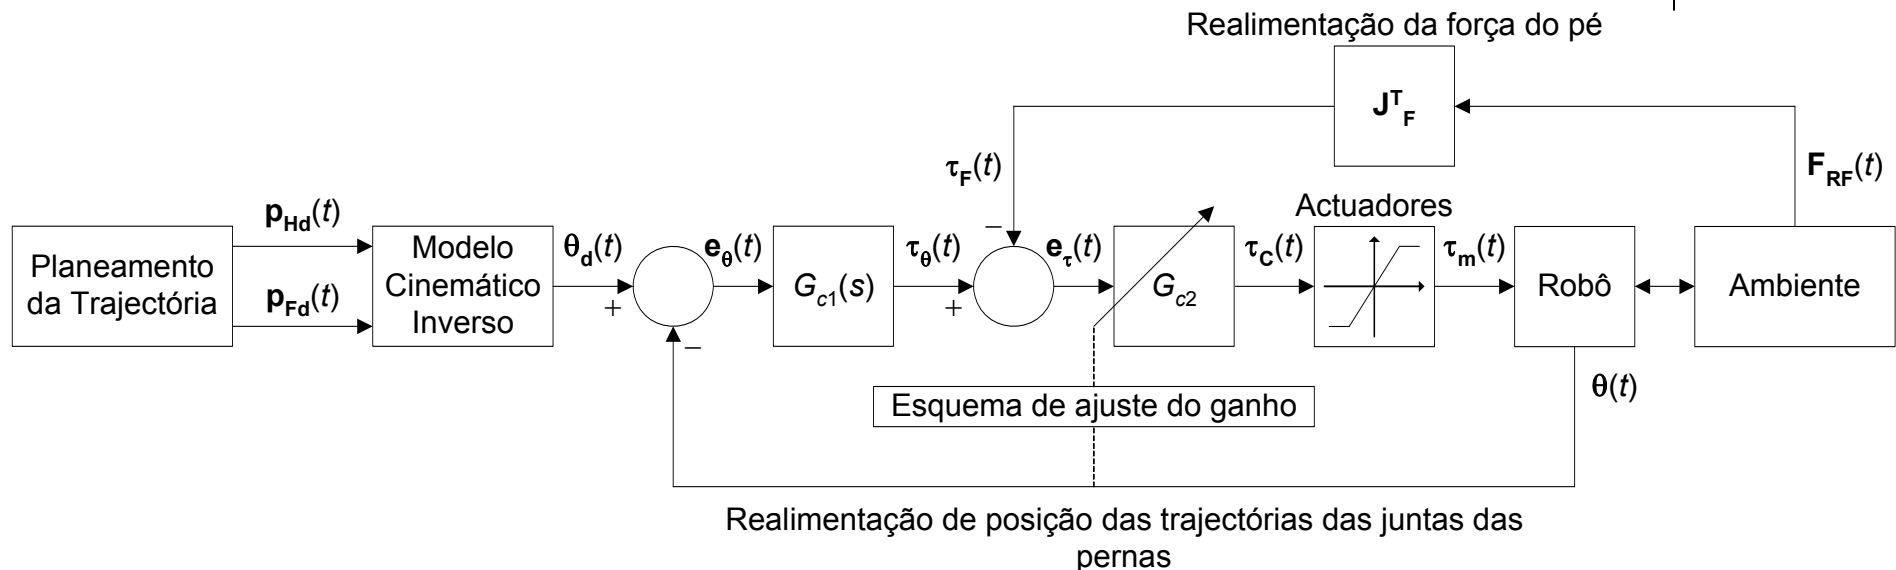 Realimentação da força do pé
J^T_F
τ_F(t)
F_RF(t)
Actuadores
Planeamento
da Trajectória
p_Hd(t)
p_Fd(t)
Modelo
Cinemático
Inverso
θ_d(t)
+
−
e_θ(t)
G_c1(s)
τ_θ(t)
+
−
e_τ(t)
G_c2
τ_C(t)
τ_m(t)
Robô
Ambiente
θ(t)
Esquema de ajuste do ganho
Realimentação de posição das trajectórias das juntas das
pernas